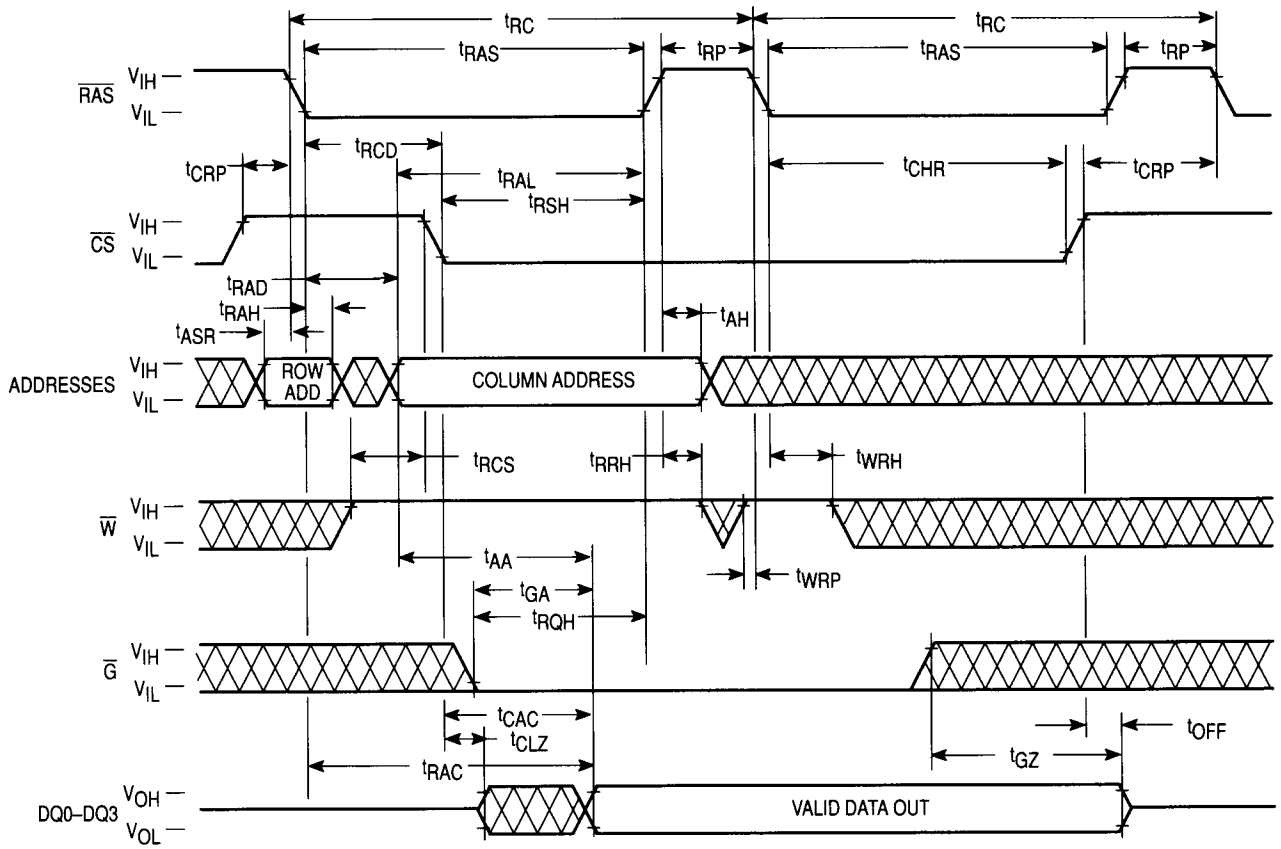 tRC tRC
tRAS tRP tRAS tRP
RAS VIH
VIL
tRCD
tCRP tCHR tCRP
tRAL
tRSH
CS VIH
VIL
tRAD
tRAH tAH
tASR
ADDRESSES VIH
VIL
ROW ADD
COLUMN ADDRESS
tRCS tRRH tWRH
W VIH
VIL
tAA tWRP
tGA
tRQH
G VIH
VIL
tCAC tOFF
tCLZ tGZ
tRAC
DQ0–DQ3 VOH
VOL
VALID DATA OUT